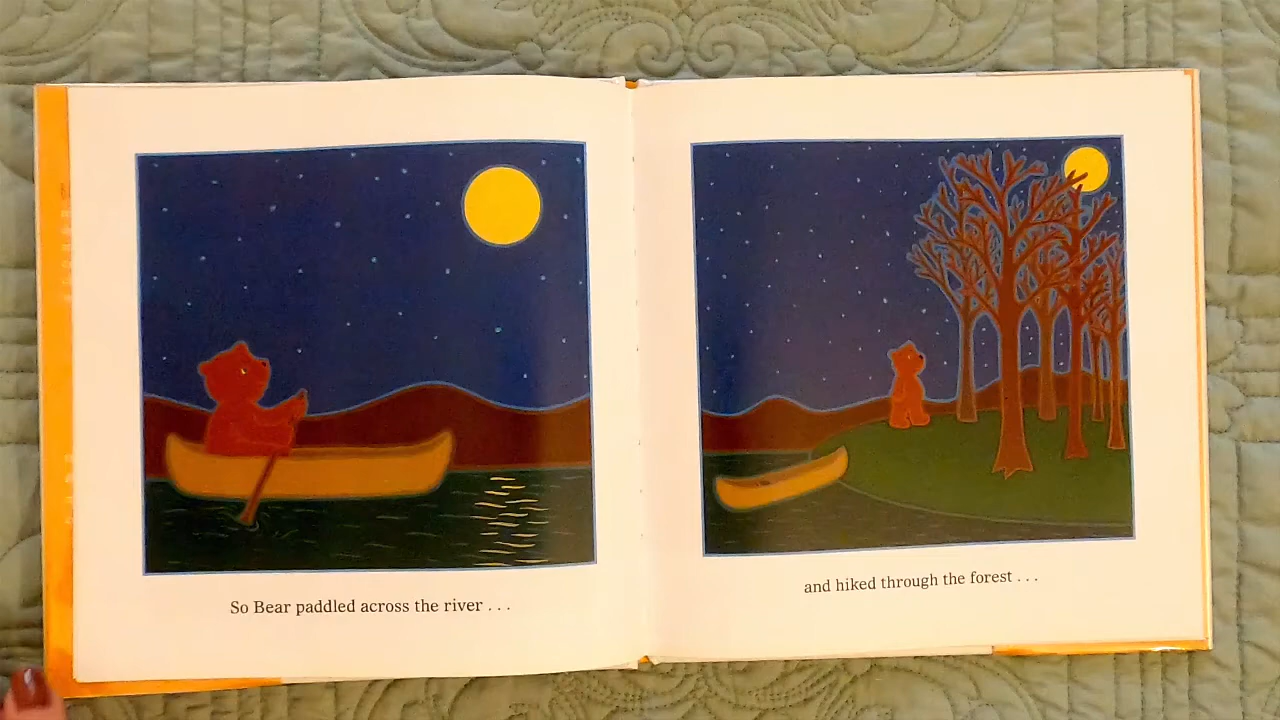 So Bear paddled across the river . . .
and hiked through the forest . . .